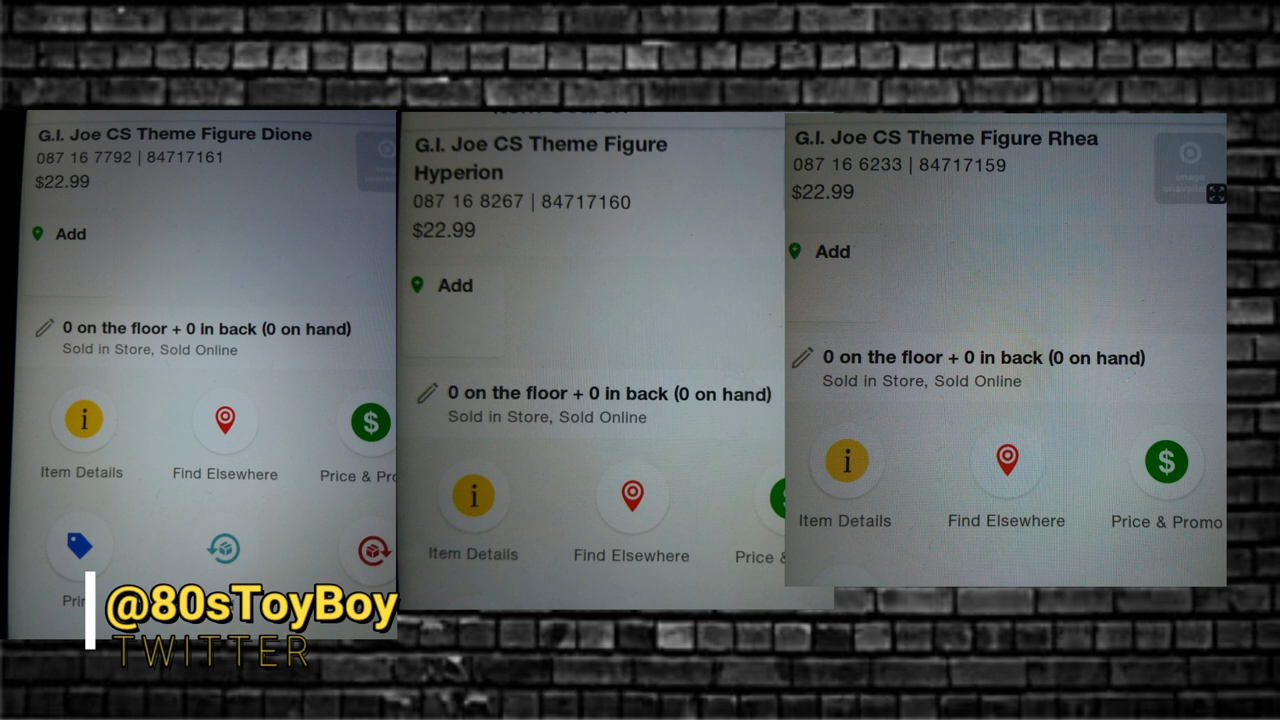 G.I. Joe CS Theme Figure Dione
087 16 7792 | 84717161
$22.99
Add
0 on the floor + 0 in back (0 on hand)
Sold in Store, Sold Online
Item Details
Find Elsewhere
Price & Pro
Prin
G.I. Joe CS Theme Figure
Hyperion
087 16 8267 | 84717160
$22.99
Add
0 on the floor + 0 in back (0 on hand)
Sold in Store, Sold Online
Item Details
Find Elsewhere
Price &
G.I. Joe CS Theme Figure Rhea
087 16 6233 | 84717159
$22.99
Image
Add
0 on the floor + 0 in back (0 on hand)
Sold in Store, Sold Online
Item Details
Find Elsewhere
Price & Promo
@80sToyBoy
TWITTER